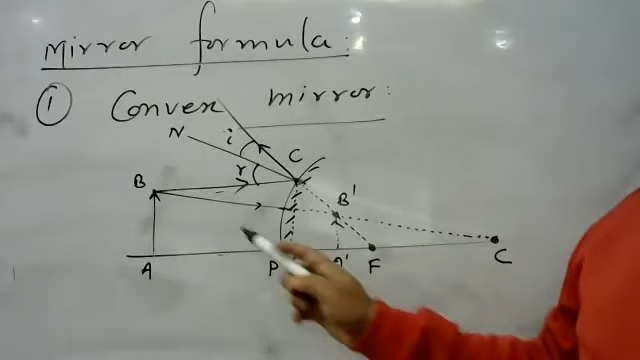 Mirror formula:
① Convex mirror:
N
i
C
r
B
B'
A
P
A'
F
C